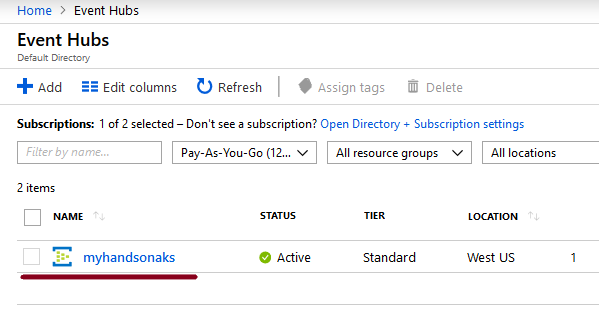 Home > Event Hubs
Event Hubs
Default Directory
Add Edit columns Refresh Assign tags Delete
Subscriptions: 1 of 2 selected – Don't see a subscription? Open Directory + Subscription settings
Filter by name... Pay-As-You-Go (12... All resource groups All locations
2 items
NAME STATUS TIER LOCATION
myhandsonaks Active Standard West US 1